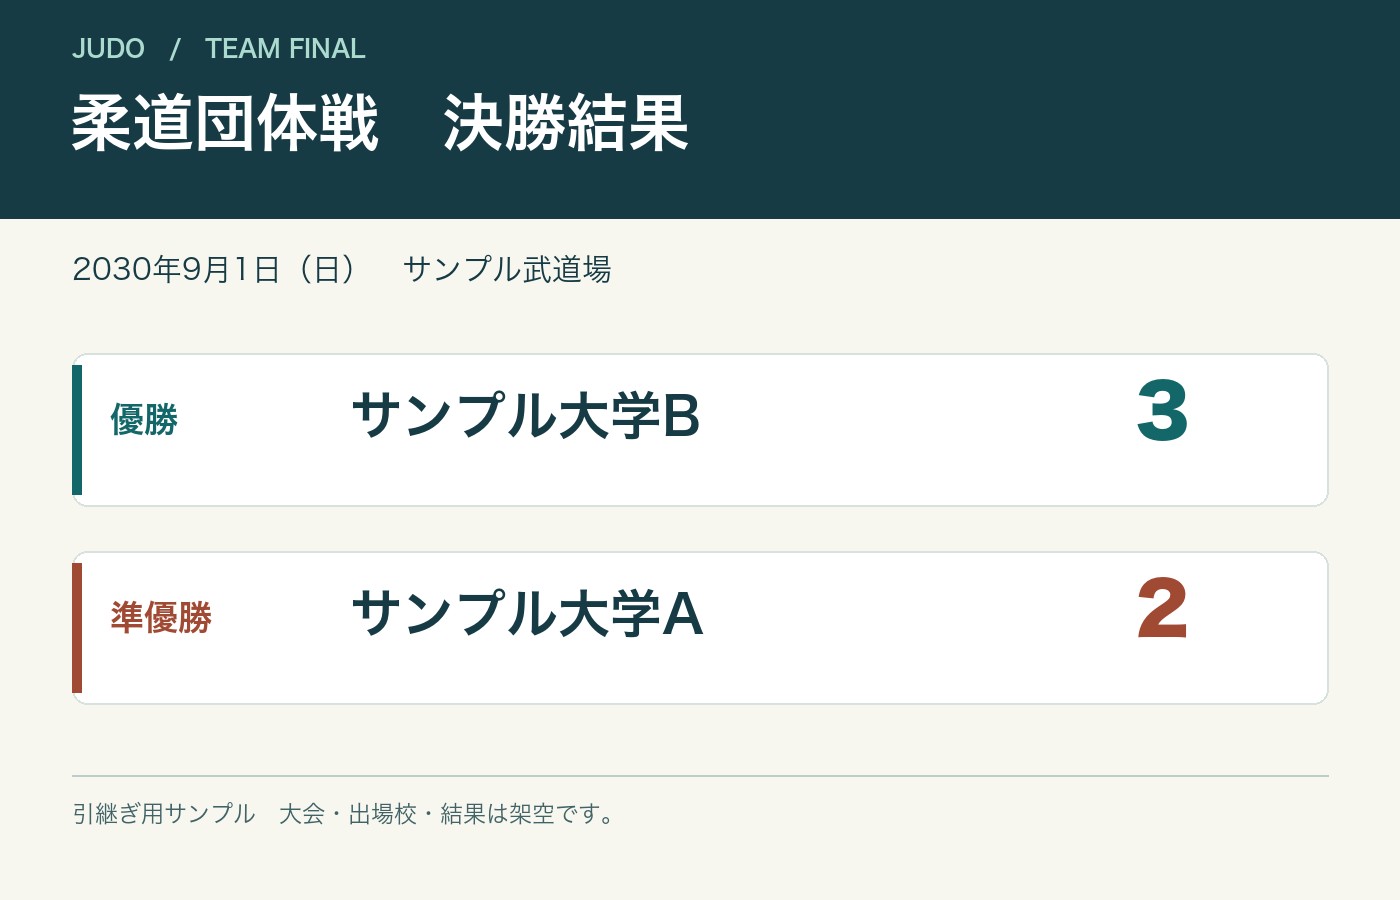 JUDO / TEAM FINAL
柔道団体戦　決勝結果
2030年9月1日（日）　サンプル武道場
優勝　サンプル大学B　3
準優勝　サンプル大学A　2
引継ぎ用サンプル　大会・出場校・結果は架空です。